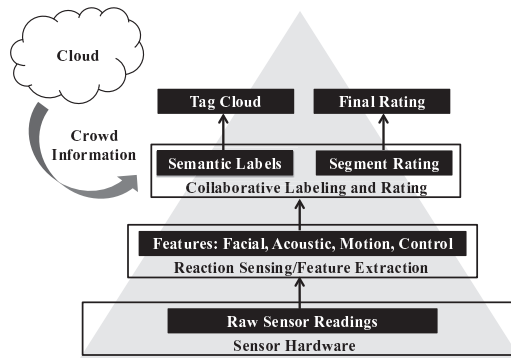 Cloud
Tag Cloud
Final Rating
Crowd
Information
Semantic Labels
Segment Rating
Collaborative Labeling and Rating
Features: Facial, Acoustic, Motion, Control
Reaction Sensing/Feature Extraction
Raw Sensor Readings
Sensor Hardware